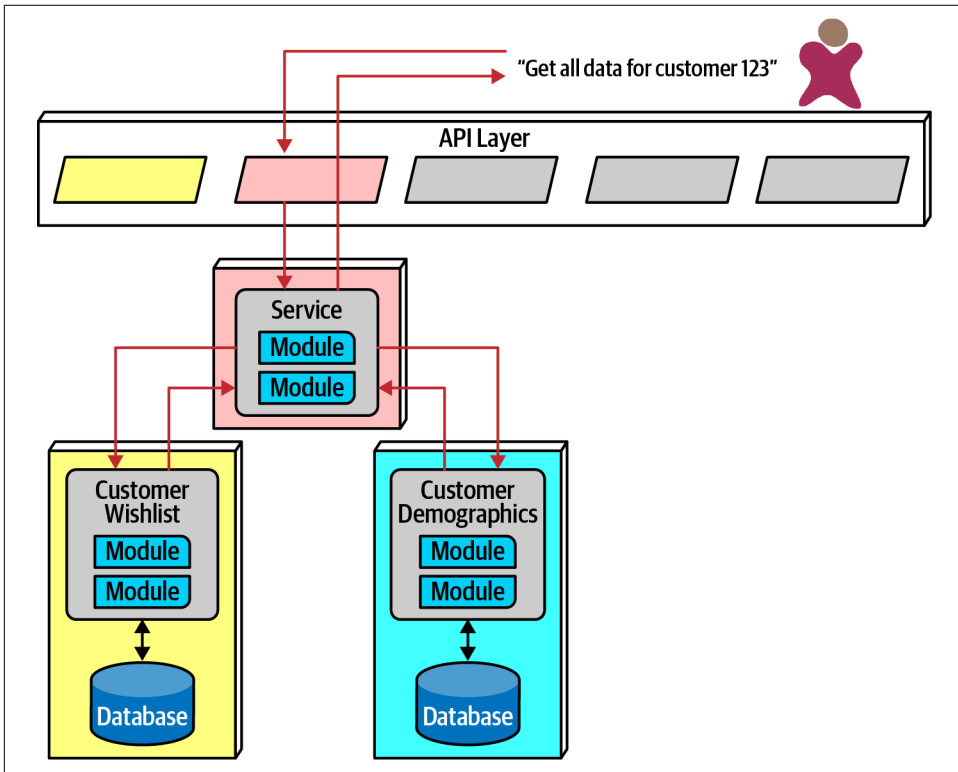 “Get all data for customer 123”
API Layer
Service
Module
Module
Customer
Wishlist
Module
Module
Database
Customer
Demographics
Module
Module
Database